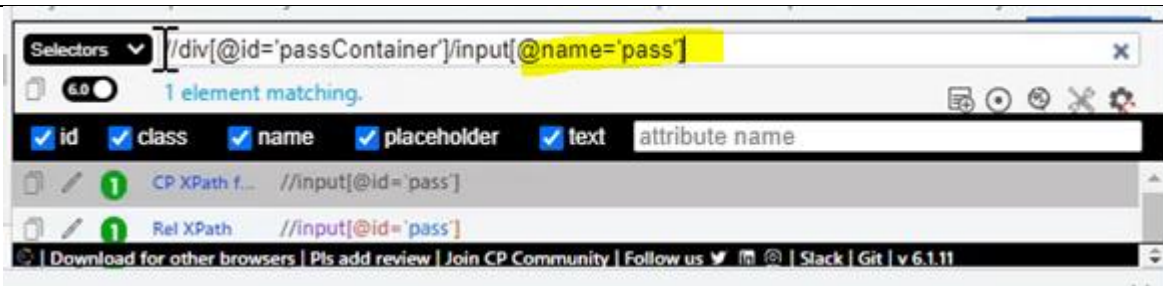 Selectors //div[@id='passContainer']/input[@name='pass']
6.0 1 element matching.
id class name placeholder text attribute name
1 CP XPath f... //input[@id='pass']
1 Rel XPath //input[@id='pass']
| Download for other browsers | Pls add review | Join CP Community | Follow us | Slack | Git | v 6.1.11